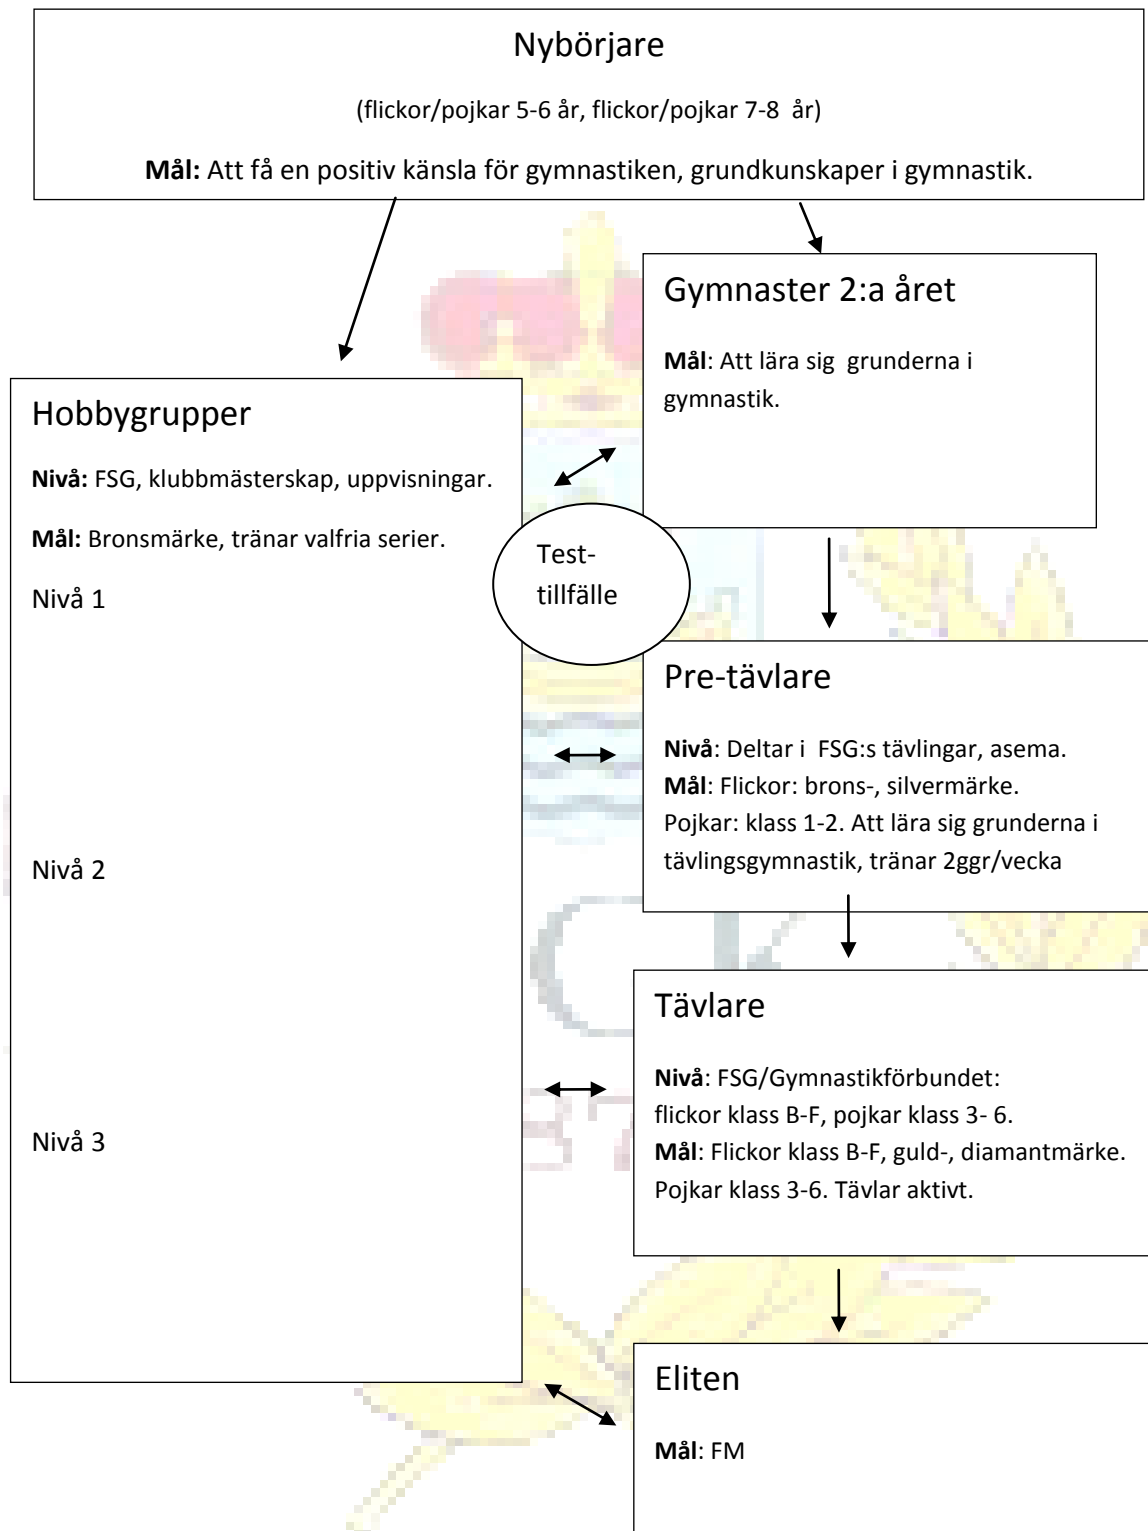 Nybörjare
(flickor/pojkar 5-6 år, flickor/pojkar 7-8 år)
Mål: Att få en positiv känsla för gymnastiken, grundkunskaper i gymnastik.
Gymnaster 2:a året
Mål: Att lära sig grunderna i
gymnastik.
Hobbygrupper
Nivå: FSG, klubbmästerskap, uppvisningar.
Mål: Bronsmärke, tränar valfria serier.
Nivå 1
Nivå 2
Nivå 3
Test-
tillfälle
Pre-tävlare
Nivå: Deltar i FSG:s tävlingar, asema.
Mål: Flickor: brons-, silvermärke.
Pojkar: klass 1-2. Att lära sig grunderna i
tävlingsgymnastik, tränar 2ggr/vecka
Tävlare
Nivå: FSG/Gymnastikförbundet:
flickor klass B-F, pojkar klass 3- 6.
Mål: Flickor klass B-F, guld-, diamantmärke.
Pojkar klass 3-6. Tävlar aktivt.
Eliten
Mål: FM